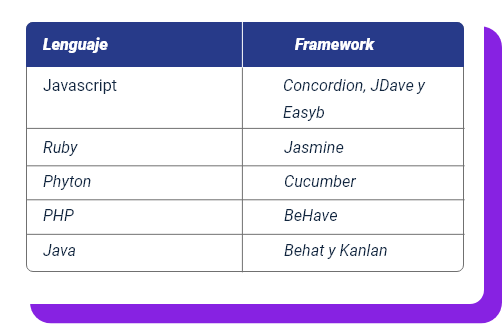 Lenguaje Framework
Javascript Concordion, JDave y
Easyb
Ruby Jasmine
Phyton Cucumber
PHP BeHave
Java Behat y Kanlan